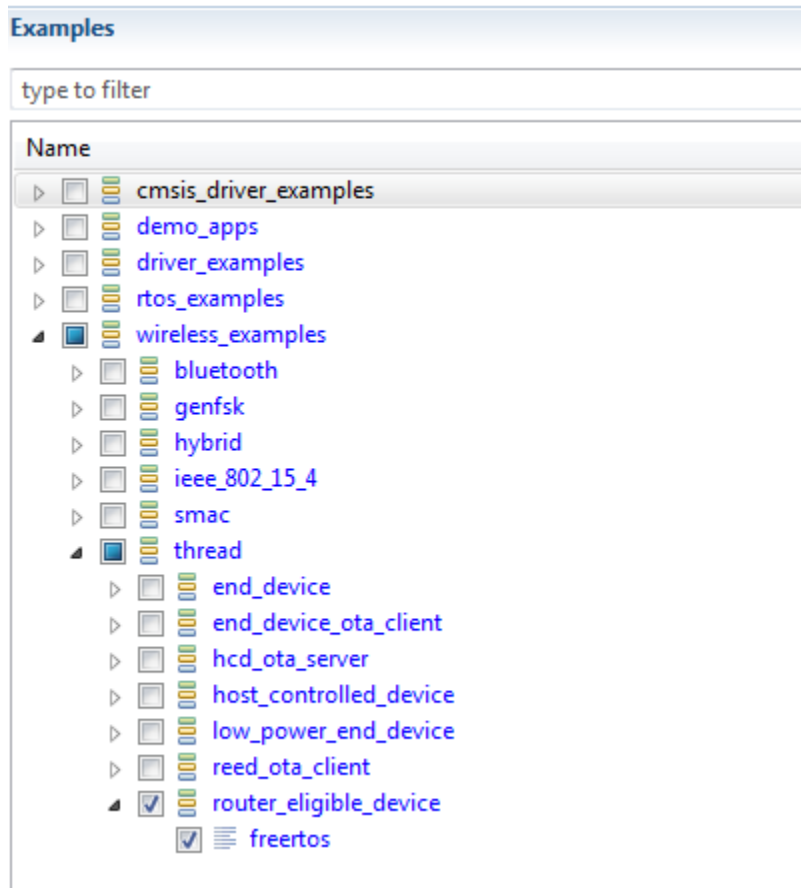 Examples
type to filter
Name
cmsis_driver_examples
demo_apps
driver_examples
rtos_examples
wireless_examples
bluetooth
genfsk
hybrid
ieee_802_15_4
smac
thread
end_device
end_device_ota_client
hcd_ota_server
host_controlled_device
low_power_end_device
reed_ota_client
router_eligible_device
freertos